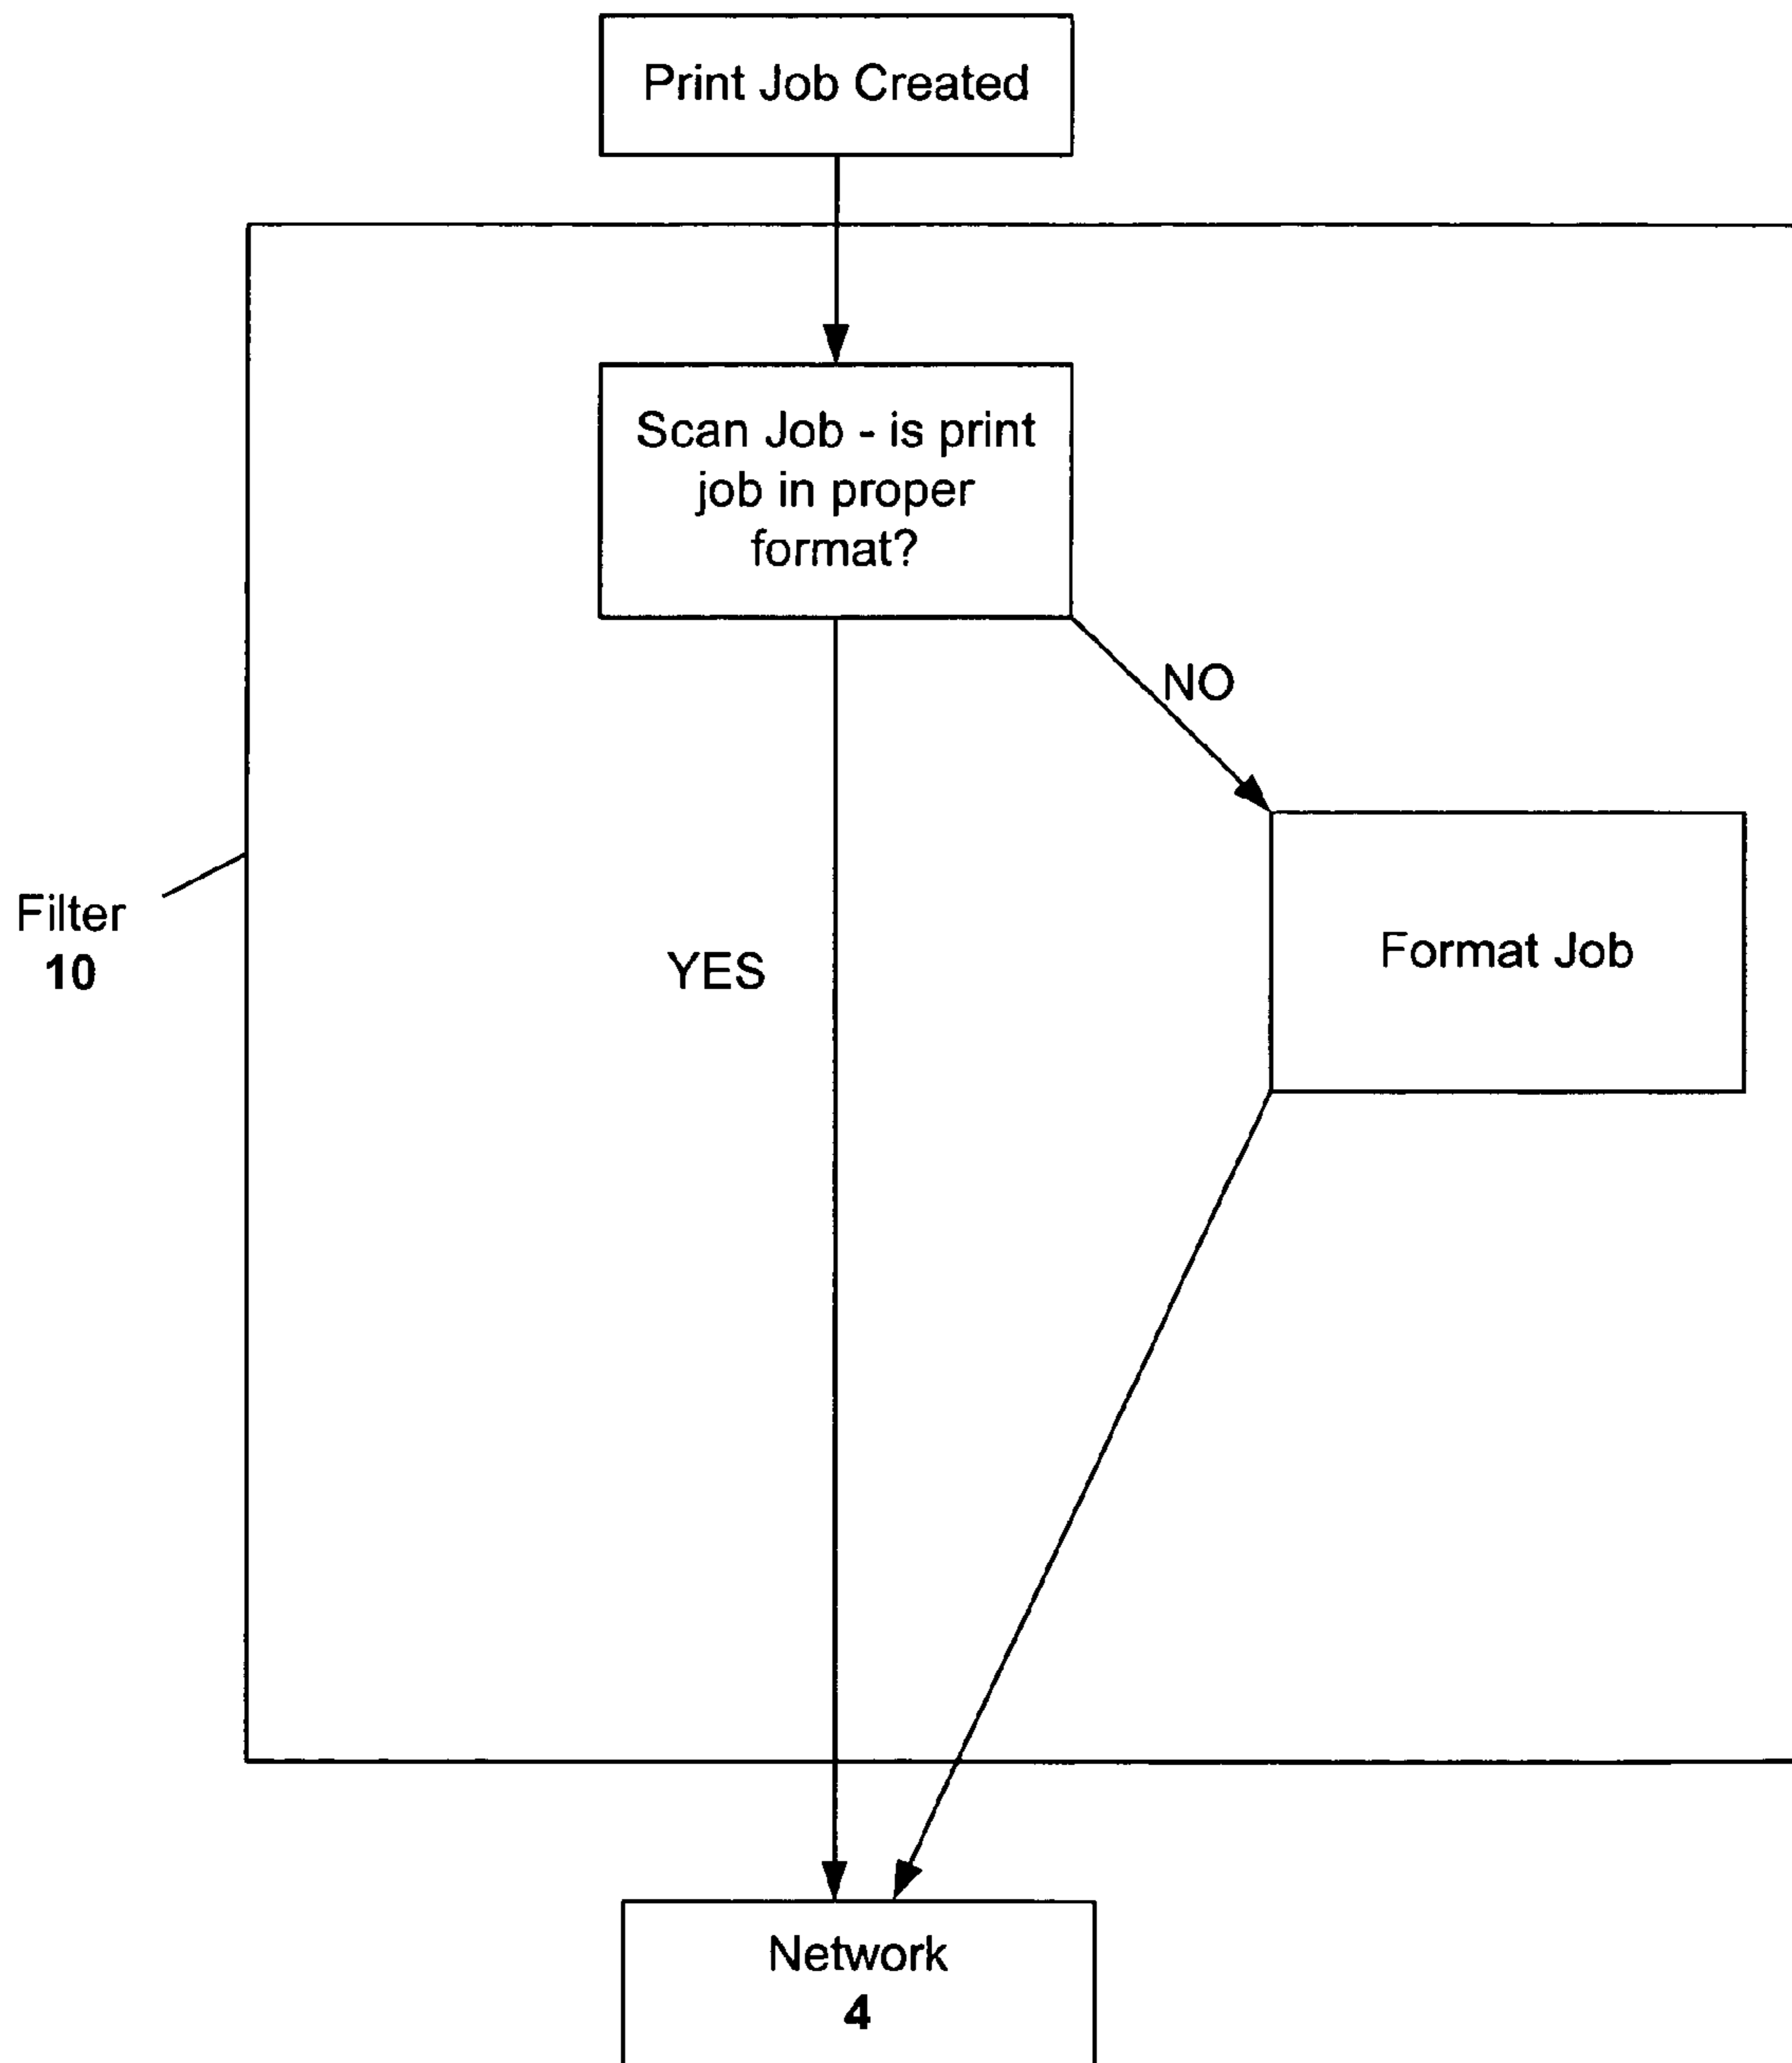 Print Job Created
Scan Job - is print
job in proper
format?
NO
Filter
10
YES
Format Job
Network
4